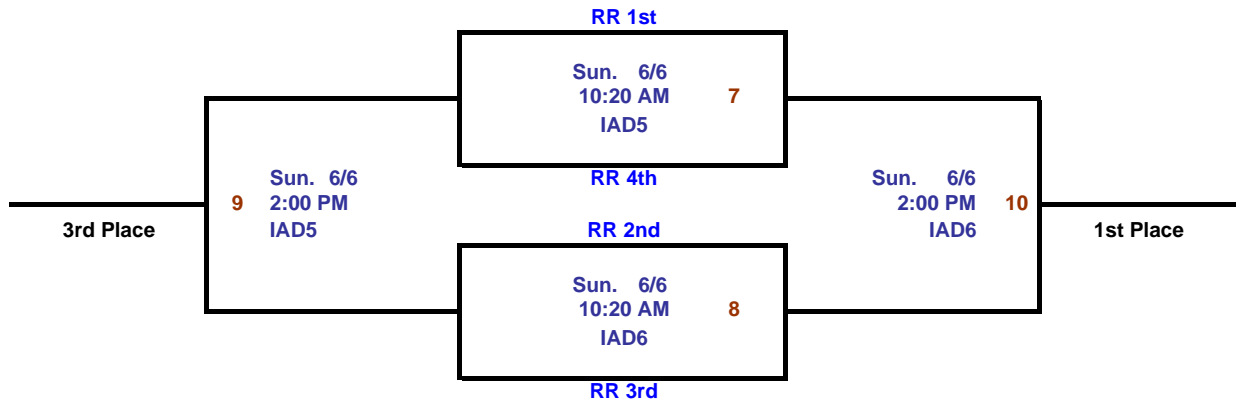 RR 1st
Sun. 6/6
10:20 AM 7
IAD5
RR 4th
Sun. 6/6
9 2:00 PM
IAD5
3rd Place
Sun. 6/6
2:00 PM 10
IAD6
1st Place
RR 2nd
Sun. 6/6
10:20 AM 8
IAD6
RR 3rd